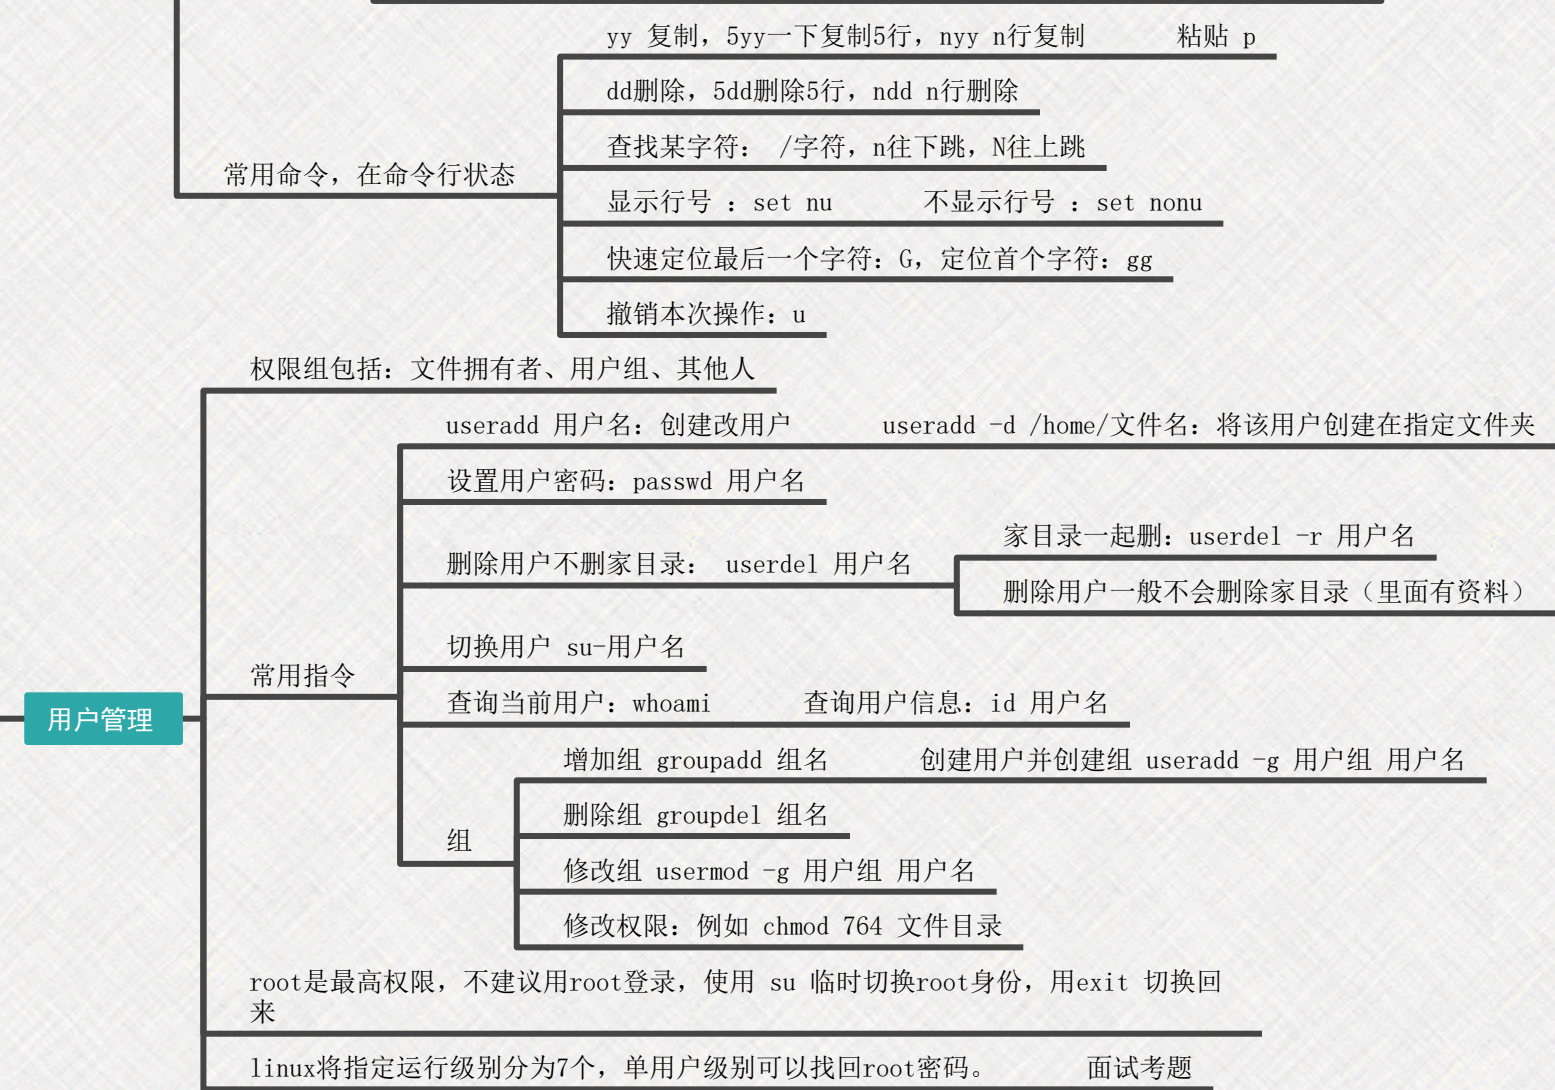 yy 复制，5yy一下复制5行，nyy n行复制 粘贴 p
dd删除，5dd删除5行，ndd n行删除
查找某字符： /字符，n往下跳，N往上跳
常用命令，在命令行状态
显示行号 ：set nu 不显示行号 ：set nonu
快速定位最后一个字符：G，定位首个字符：gg
撤销本次操作：u
权限组包括：文件拥有者、用户组、其他人
useradd 用户名：创建改用户 useradd -d /home/文件名：将该用户创建在指定文件夹
设置用户密码：passwd 用户名
家目录一起删：userdel -r 用户名
删除用户不删家目录： userdel 用户名
删除用户一般不会删除家目录（里面有资料）
切换用户 su-用户名
常用指令
查询当前用户：whoami 查询用户信息：id 用户名
用户管理
增加组 groupadd 组名 创建用户并创建组 useradd -g 用户组 用户名
删除组 groupdel 组名
组
修改组 usermod -g 用户组 用户名
修改权限：例如 chmod 764 文件目录
root是最高权限，不建议用root登录，使用 su 临时切换root身份，用exit 切换回
来
linux将指定运行级别分为7个，单用户级别可以找回root密码。 面试考题